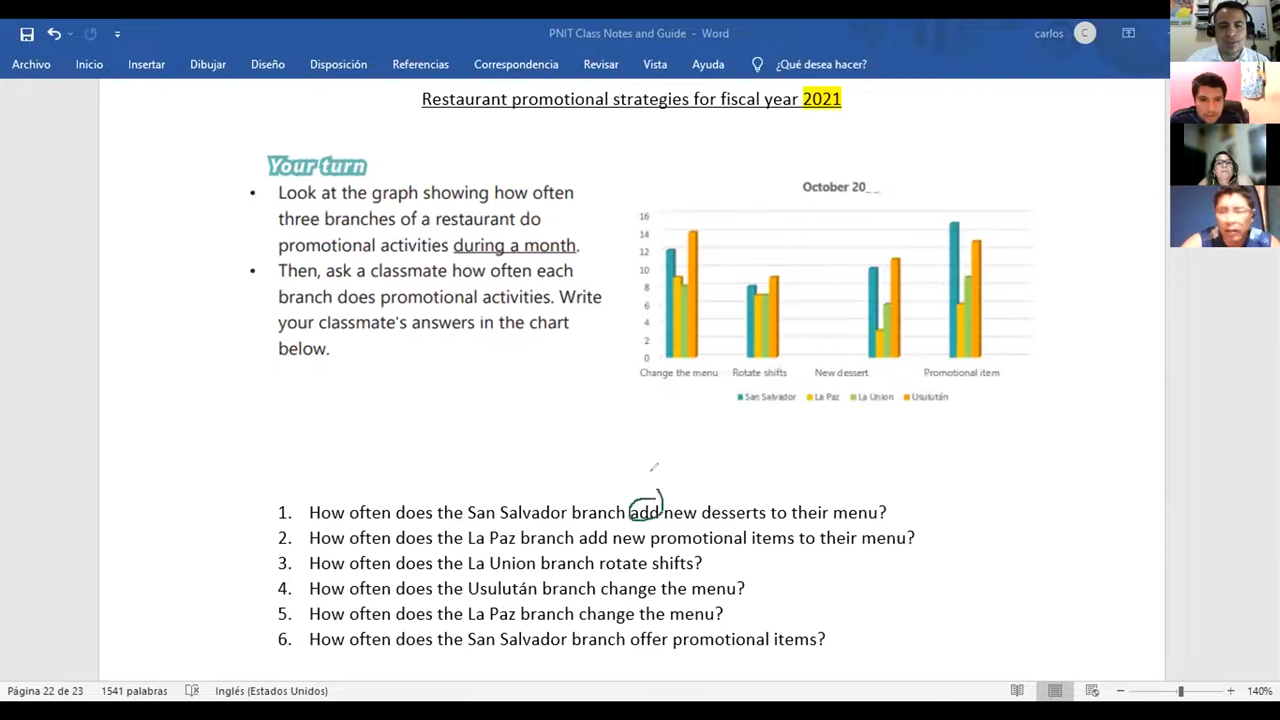 PNIT Class Notes and Guide - Word
carlos
C
Archivo
Inicio
Insertar
Dibujar
Diseño
Disposición
Referencias
Correspondencia
Revisar
Vista
Ayuda
¿Qué desea hacer?
Restaurant promotional strategies for fiscal year 2021
Your turn
• Look at the graph showing how often
three branches of a restaurant do
promotional activities during a month.
• Then, ask a classmate how often each
branch does promotional activities. Write
your classmate's answers in the chart
below.
October 20__
16
14
12
10
8
6
4
2
0
Change the menu
Rotate shifts
New dessert
Promotional item
San Salvador
La Paz
La Union
Usulután
1. How often does the San Salvador branch add new desserts to their menu?
2. How often does the La Paz branch add new promotional items to their menu?
3. How often does the La Union branch rotate shifts?
4. How often does the Usulután branch change the menu?
5. How often does the La Paz branch change the menu?
6. How often does the San Salvador branch offer promotional items?
Página 22 de 23
1541 palabras
Inglés (Estados Unidos)
140%